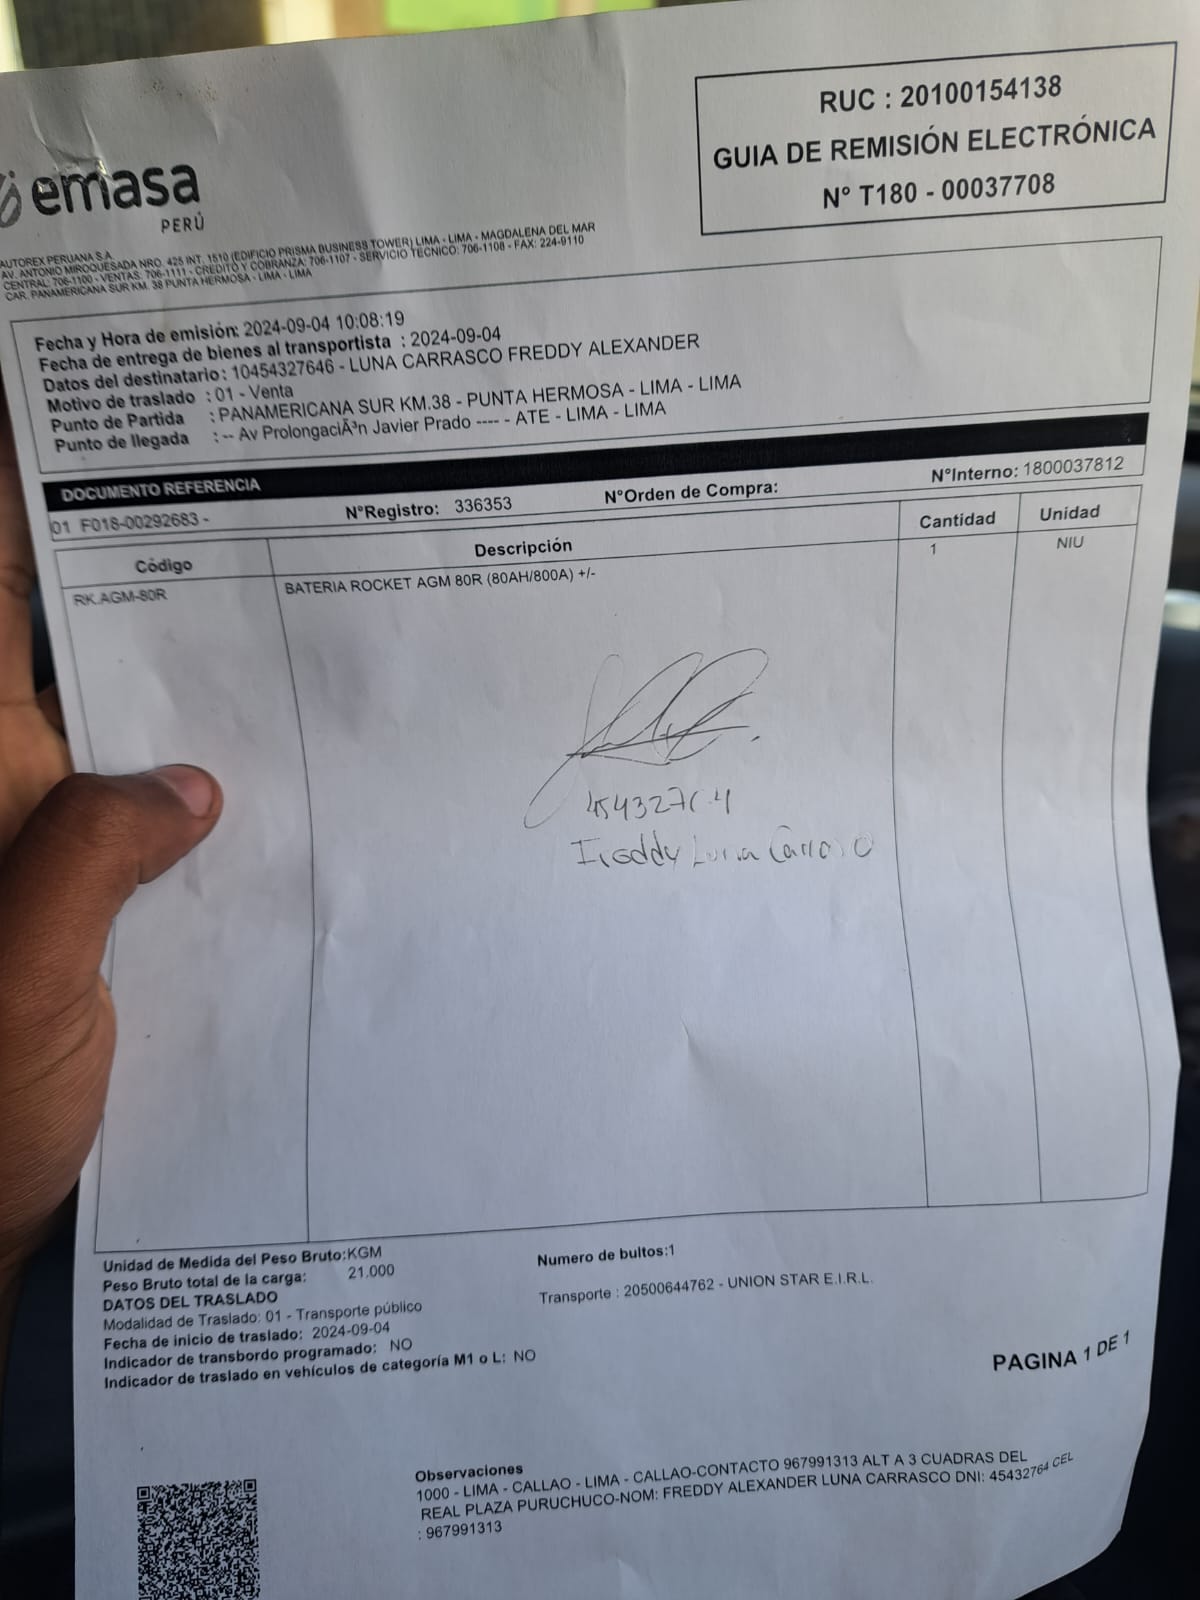 RUC : 20100154138
GUIA DE REMISIÓN ELECTRÓNICA
N° T180 - 00037708
emasa
PERÚ
AUTOREX PERUANA S.A.
AV. ANTONIO MIROQUESADA NRO. 425 INT. 1510 (EDIFICIO PRISMA BUSINESS TOWER) LIMA - LIMA - MAGDALENA DEL MAR
CENTRAL: 706-1100 - VENTAS: 706-1111 - CREDITO Y COBRANZA: 706-1107 - SERVICIO TECNICO: 706-1108 - FAX: 224-9110
CAR. PANAMERICANA SUR KM. 38 PUNTA HERMOSA - LIMA - LIMA
Fecha y Hora de emisión: 2024-09-04 10:08:19
Fecha de entrega de bienes al transportista : 2024-09-04
Datos del destinatario: 10454327646 - LUNA CARRASCO FREDDY ALEXANDER
Motivo de traslado : 01 - Venta
Punto de Partida : PANAMERICANA SUR KM.38 - PUNTA HERMOSA - LIMA - LIMA
Punto de llegada : -- Av ProlongaciÃ³n Javier Prado ---- - ATE - LIMA - LIMA
DOCUMENTO REFERENCIA
01 F018-00292683 - N°Registro: 336353 N°Orden de Compra: N°Interno: 1800037812
Código Descripción Cantidad Unidad
RK.AGM-80R BATERIA ROCKET AGM 80R (80AH/800A) +/- 1 NIU
Freddy Luna Carrasco
Unidad de Medida del Peso Bruto: KGM Numero de bultos:1
Peso Bruto total de la carga: 21.000
DATOS DEL TRASLADO Transporte : 20500644762 - UNION STAR E.I.R.L.
Modalidad de Traslado: 01 - Transporte público
Fecha de inicio de traslado: 2024-09-04
Indicador de transbordo programado: NO
Indicador de traslado en vehículos de categoría M1 o L: NO
PAGINA 1 DE 1
Observaciones
1000 - LIMA - CALLAO - LIMA - CALLAO-CONTACTO 967991313 ALT A 3 CUADRAS DEL
REAL PLAZA PURUCHUCO-NOM: FREDDY ALEXANDER LUNA CARRASCO DNI: 45432764 CEL
: 967991313